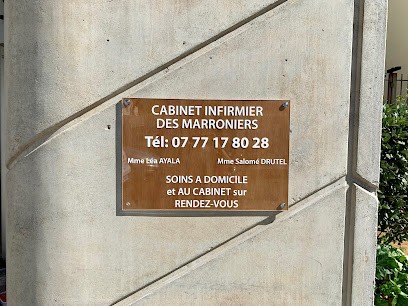 CABINET INFIRMIER
DES MARRONIERS
Tél: 07 77 17 80 28
Mme Léa AYALA Mme Salomé DRUTEL
SOINS A DOMICILE
et AU CABINET sur
RENDEZ-VOUS